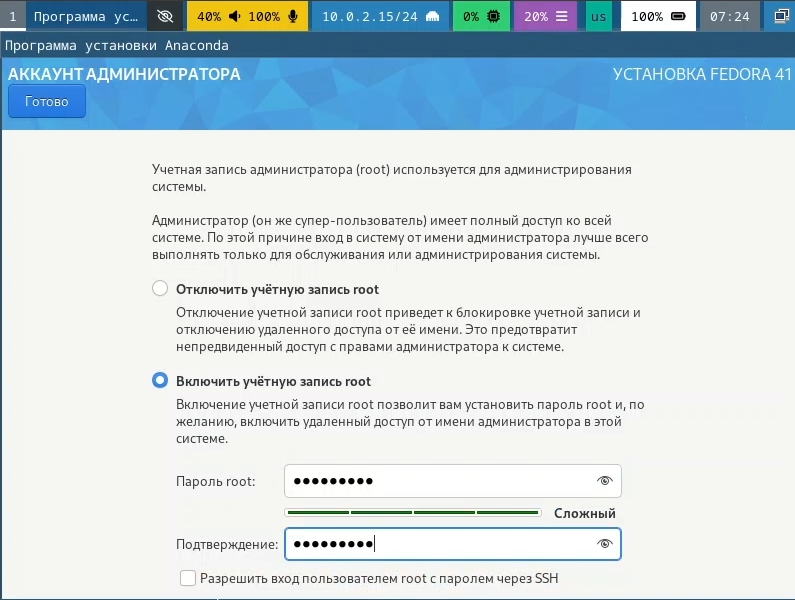 1 Программа ус... 40% 100% 10.0.2.15/24 0% 20% us 100% 07:24
Программа установки Anaconda
АККАУНТ АДМИНИСТРАТОРА УСТАНОВКА FEDORA 41
Готово
Учетная запись администратора (root) используется для администрирования
системы.
Администратор (он же супер-пользователь) имеет полный доступ ко всей
системе. По этой причине вход в систему от имени администратора лучше всего
выполнять только для обслуживания или администрирования системы.
Отключить учётную запись root
Отключение учетной записи root приведет к блокировке учетной записи и
отключению удаленного доступа от её имени. Это предотвратит
непредвиденный доступ с правами администратора к системе.
Включить учётную запись root
Включение учетной записи root позволит вам установить пароль root и, по
желанию, включить удаленный доступ от имени администратора в этой
системе.
Пароль root: ●●●●●●●●●
Сложный
Подтверждение: ●●●●●●●●●
Разрешить вход пользователем root с паролем через SSH